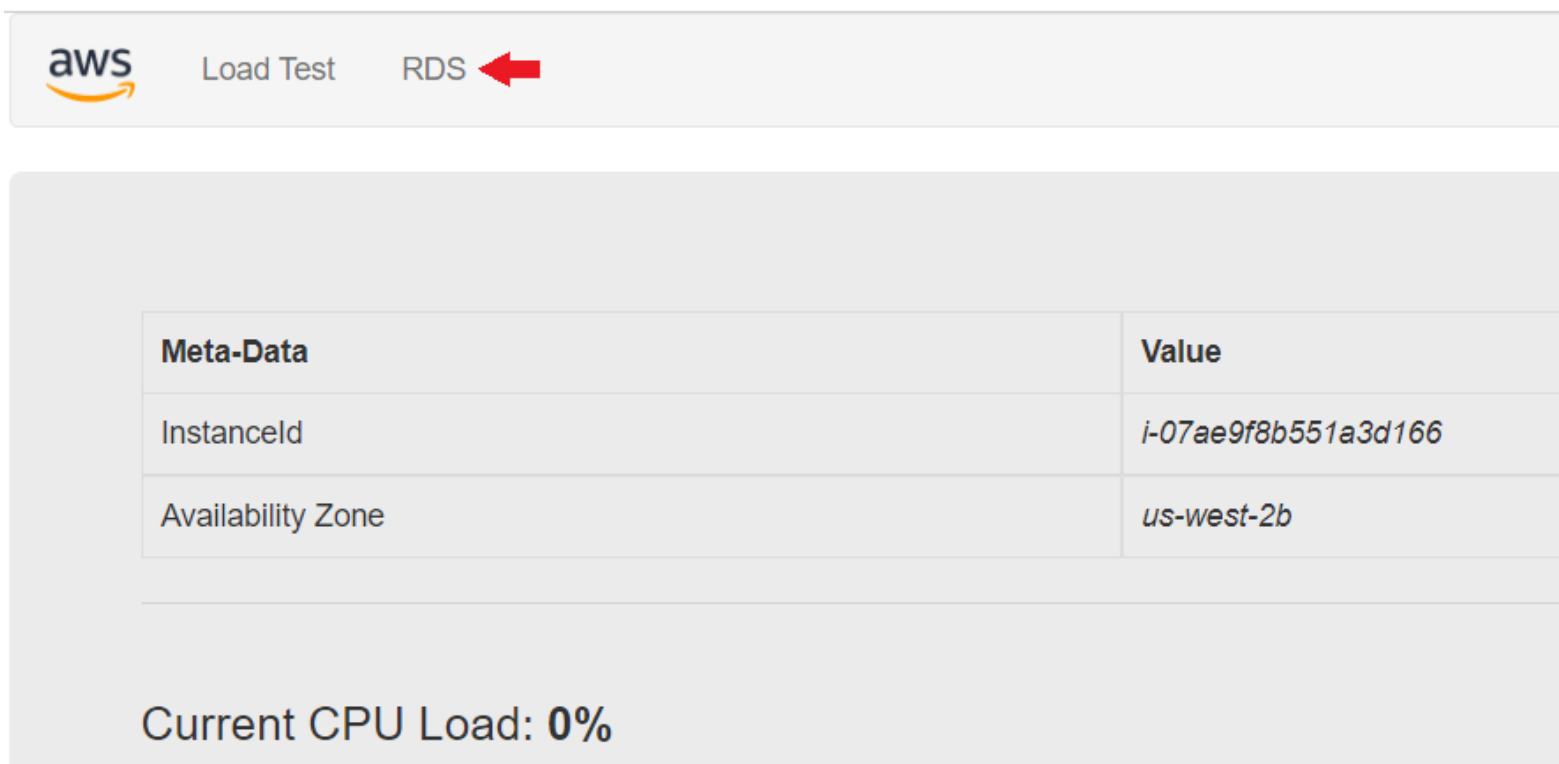 aws Load Test RDS
Meta-Data Value
InstanceId i-07ae9f8b551a3d166
Availability Zone us-west-2b
Current CPU Load: 0%